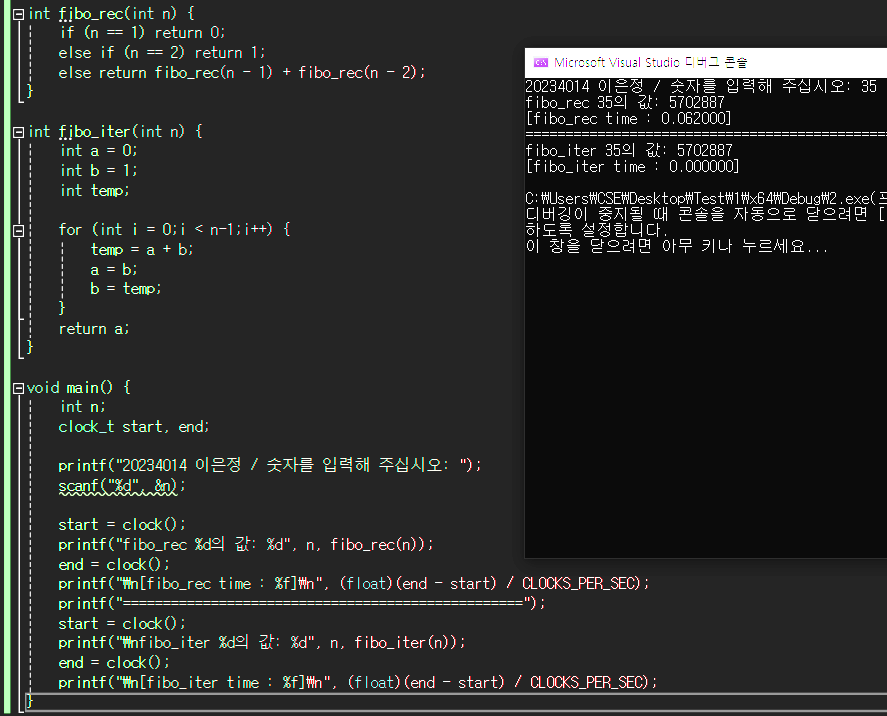 int fibo_rec(int n) {
if (n == 1) return 0;
else if (n == 2) return 1;
else return fibo_rec(n - 1) + fibo_rec(n - 2);
}
int fibo_iter(int n) {
int a = 0;
int b = 1;
int temp;
for (int i = 0;i < n-1;i++) {
temp = a + b;
a = b;
b = temp;
}
return a;
}
void main() {
int n;
clock_t start, end;
printf("20234014 이은정 / 숫자를 입력해 주십시오: ");
scanf("%d", &n);
start = clock();
printf("fibo_rec %d의 값: %d", n, fibo_rec(n));
end = clock();
printf("₩n[fibo_rec time : %f]₩n", (float)(end - start) / CLOCKS_PER_SEC);
printf("==================================================");
start = clock();
printf("₩nfibo_iter %d의 값: %d", n, fibo_iter(n));
end = clock();
printf("₩n[fibo_iter time : %f]₩n", (float)(end - start) / CLOCKS_PER_SEC);
}
Microsoft Visual Studio 디버그 콘솔
20234014 이은정 / 숫자를 입력해 주십시오: 35
fibo_rec 35의 값: 5702887
[fibo_rec time : 0.062000]
=============================================
fibo_iter 35의 값: 5702887
[fibo_iter time : 0.000000]
C:₩Users₩CSE₩Desktop₩Test₩1₩x64₩Debug₩2.exe(프
디버깅이 중지될 때 콘솔을 자동으로 닫으려면 [
하도록 설정합니다.
이 창을 닫으려면 아무 키나 누르세요...